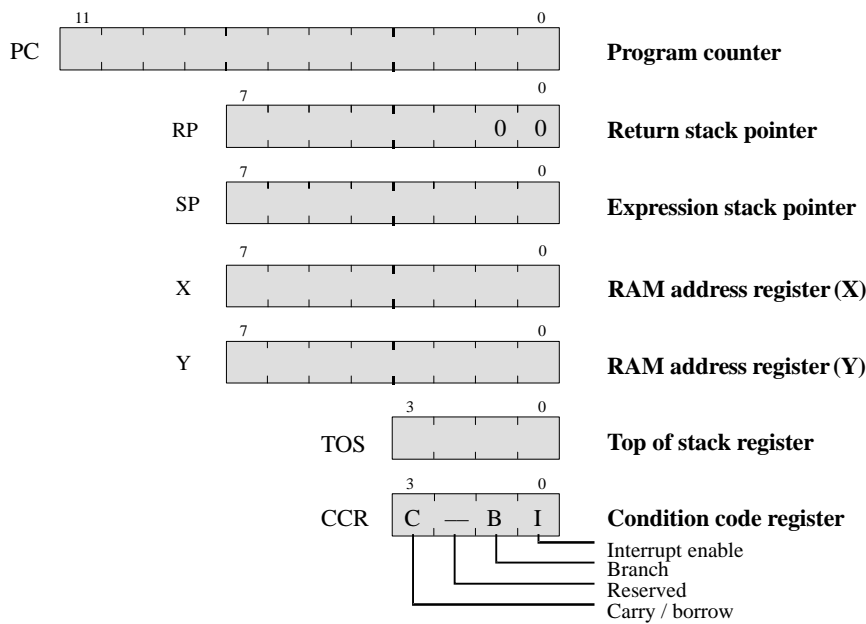 11 0
PC Program counter
7 0
RP 0 0 Return stack pointer
7 0
SP Expression stack pointer
7 0
X RAM address register (X)
7 0
Y RAM address register (Y)
3 0
TOS Top of stack register
3 0
CCR C — B I Condition code register
Interrupt enable
Branch
Reserved
Carry / borrow